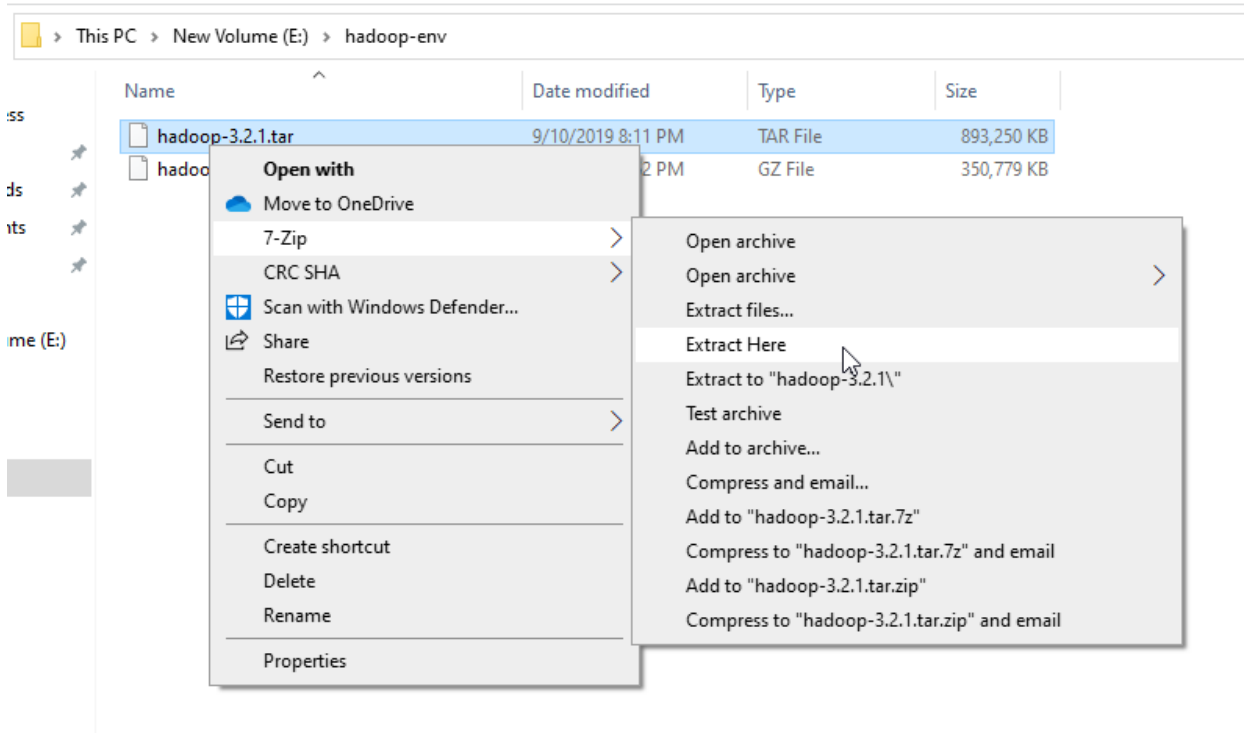 This PC > New Volume (E:) > hadoop-env
Name Date modified Type Size
ess
hadoop-3.2.1.tar 9/10/2019 8:11 PM TAR File 893,250 KB
hadoo 2 PM GZ File 350,779 KB
ds
nts
ume (E:)
Open with
Move to OneDrive
7-Zip
CRC SHA
Scan with Windows Defender...
Share
Restore previous versions
Send to
Cut
Copy
Create shortcut
Delete
Rename
Properties
Open archive
Open archive
Extract files...
Extract Here
Extract to "hadoop-3.2.1\"
Test archive
Add to archive...
Compress and email...
Add to "hadoop-3.2.1.tar.7z"
Compress to "hadoop-3.2.1.tar.7z" and email
Add to "hadoop-3.2.1.tar.zip"
Compress to "hadoop-3.2.1.tar.zip" and email